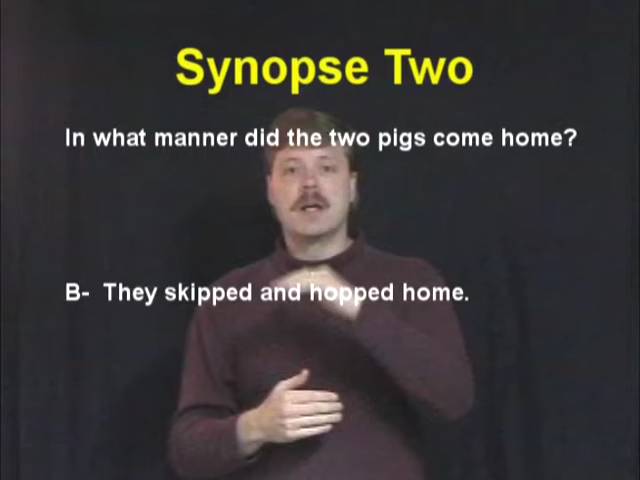 Synopse Two
In what manner did the two pigs come home?
B- They skipped and hopped home.